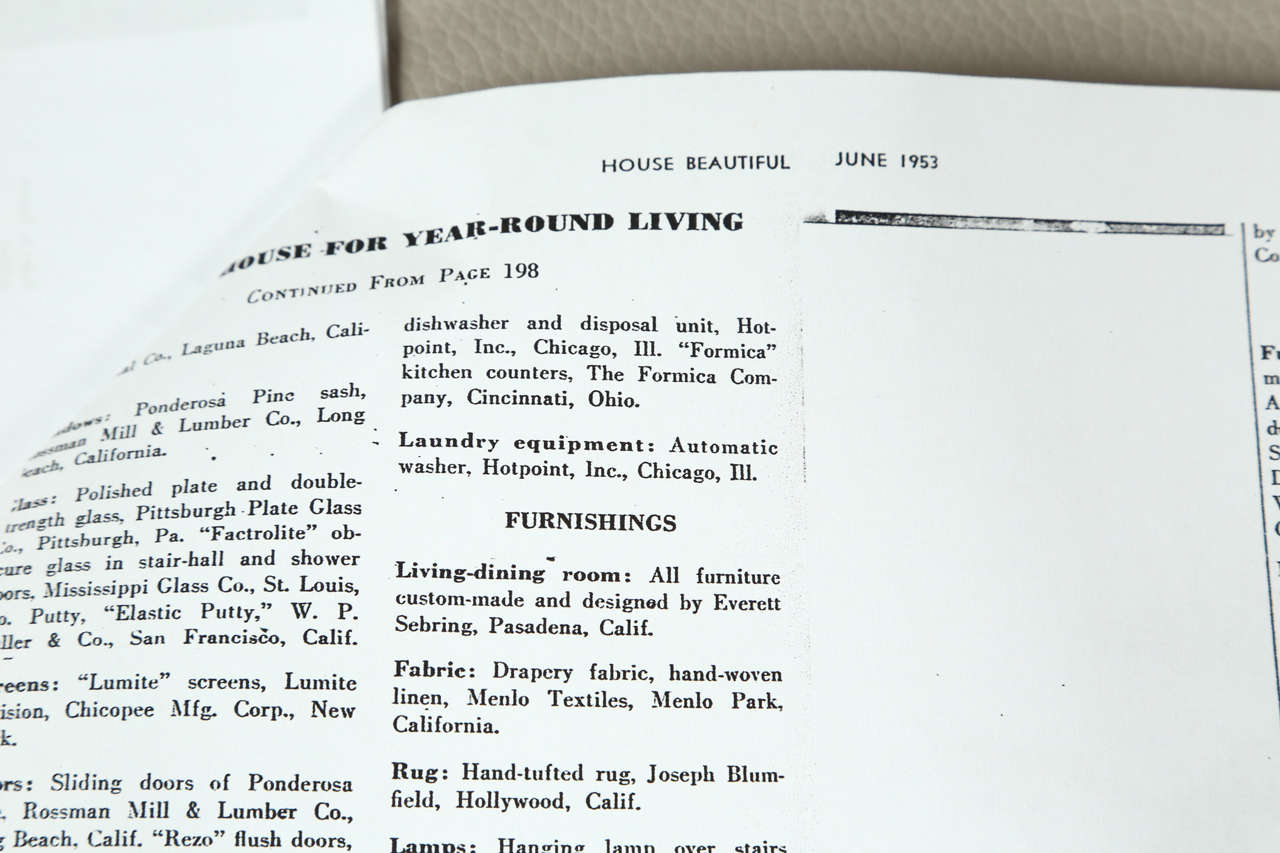 HOUSE BEAUTIFUL JUNE 1953
HOUSE FOR YEAR-ROUND LIVING
CONTINUED FROM PAGE 198
Co., Laguna Beach, Cali-
Ponderosa Pine sash,
Mill & Lumber Co., Long
California.
Polished plate and double-
glass, Pittsburgh Plate Glass
Co., Pittsburgh, Pa. “Factrolite” ob-
glass in stair-hall and shower
Mississippi Glass Co., St. Louis,
Putty, “Elastic Putty,” W. P.
& Co., San Francisco, Calif.
“Lumite” screens, Lumite
Chicopee Mfg. Corp., New
Sliding doors of Ponderosa
Rossman Mill & Lumber Co.,
Beach, Calif. “Rezo” flush doors,
dishwasher and disposal unit, Hot-
point, Inc., Chicago, Ill. “Formica”
kitchen counters, The Formica Com-
pany, Cincinnati, Ohio.
Laundry equipment: Automatic
washer, Hotpoint, Inc., Chicago, Ill.
FURNISHINGS
Living-dining room: All furniture
custom-made and designed by Everett
Sebring, Pasadena, Calif.
Fabric: Drapery fabric, hand-woven
linen, Menlo Textiles, Menlo Park,
California.
Rug: Hand-tufted rug, Joseph Blum-
field, Hollywood, Calif.
Lamps: Hanging lamp over stairs
by